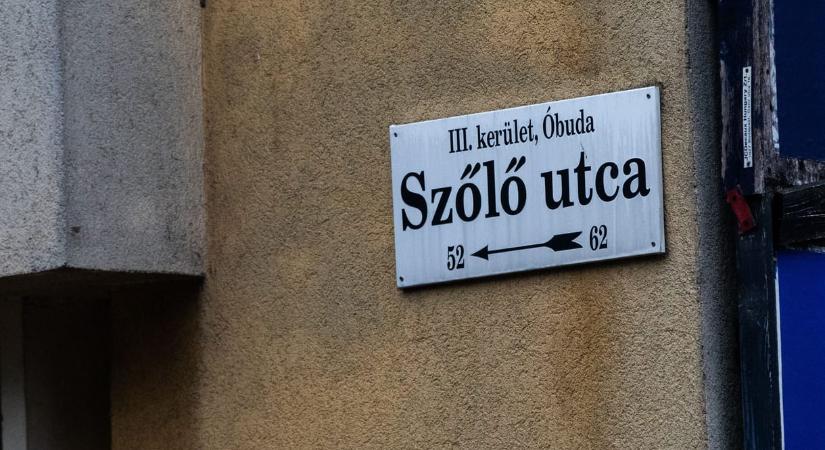 III. kerület, Óbuda
Szőlő utca
52 62